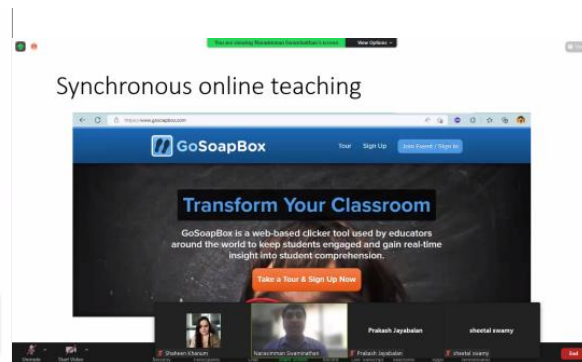 You are viewing Narasimman Swaminathan's screen
View Options
Synchronous online teaching
https://www.gosoapbox.com
GoSoapBox
Tour
Sign Up
Join Event / Sign In
Transform Your Classroom
GoSoapBox is a web-based clicker tool used by educators
around the world to keep students engaged and gain real-time
insight into student comprehension.
Take a Tour & Sign Up Now
Prakash Jayabalan
sheetal swamy
Shaheen Khanum
Narasimman Swaminathan
Prakash Jayabalan
sheetal swamy
Unmute
Start Video